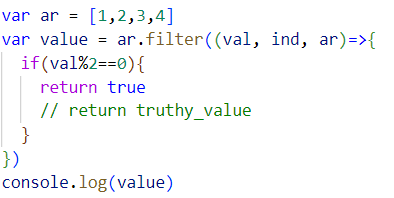 var ar = [1,2,3,4]
var value = ar.filter((val, ind, ar)=>{
  if(val%2==0){
    return true
    // return truthy_value
  }
})
console.log(value)